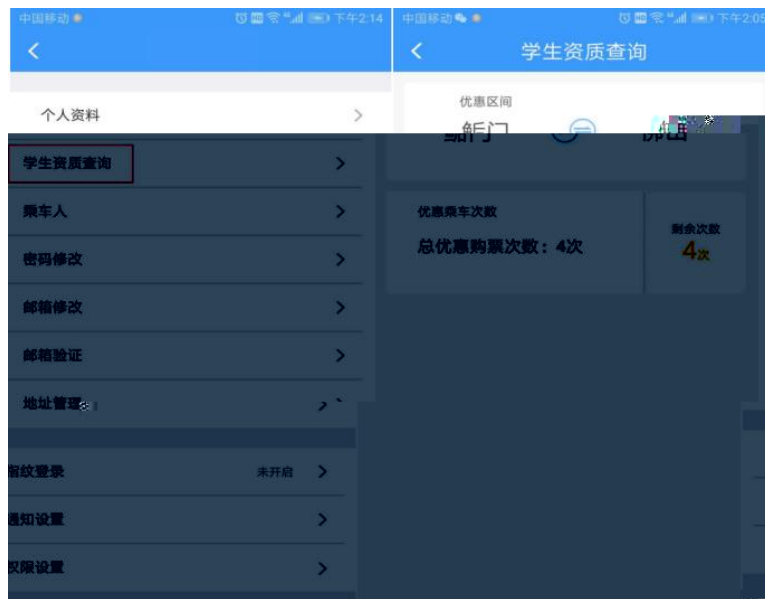 中国移动 HD 下午2:14
个人资料
学生资质查询
乘车人
密码修改
邮箱修改
邮箱验证
地址管理
指纹登录 未开启
通知设置
权限设置
中国移动 HD 下午2:05
学生资质查询
优惠区间
优惠乘车次数
总优惠购票次数：4次
剩余次数
4次